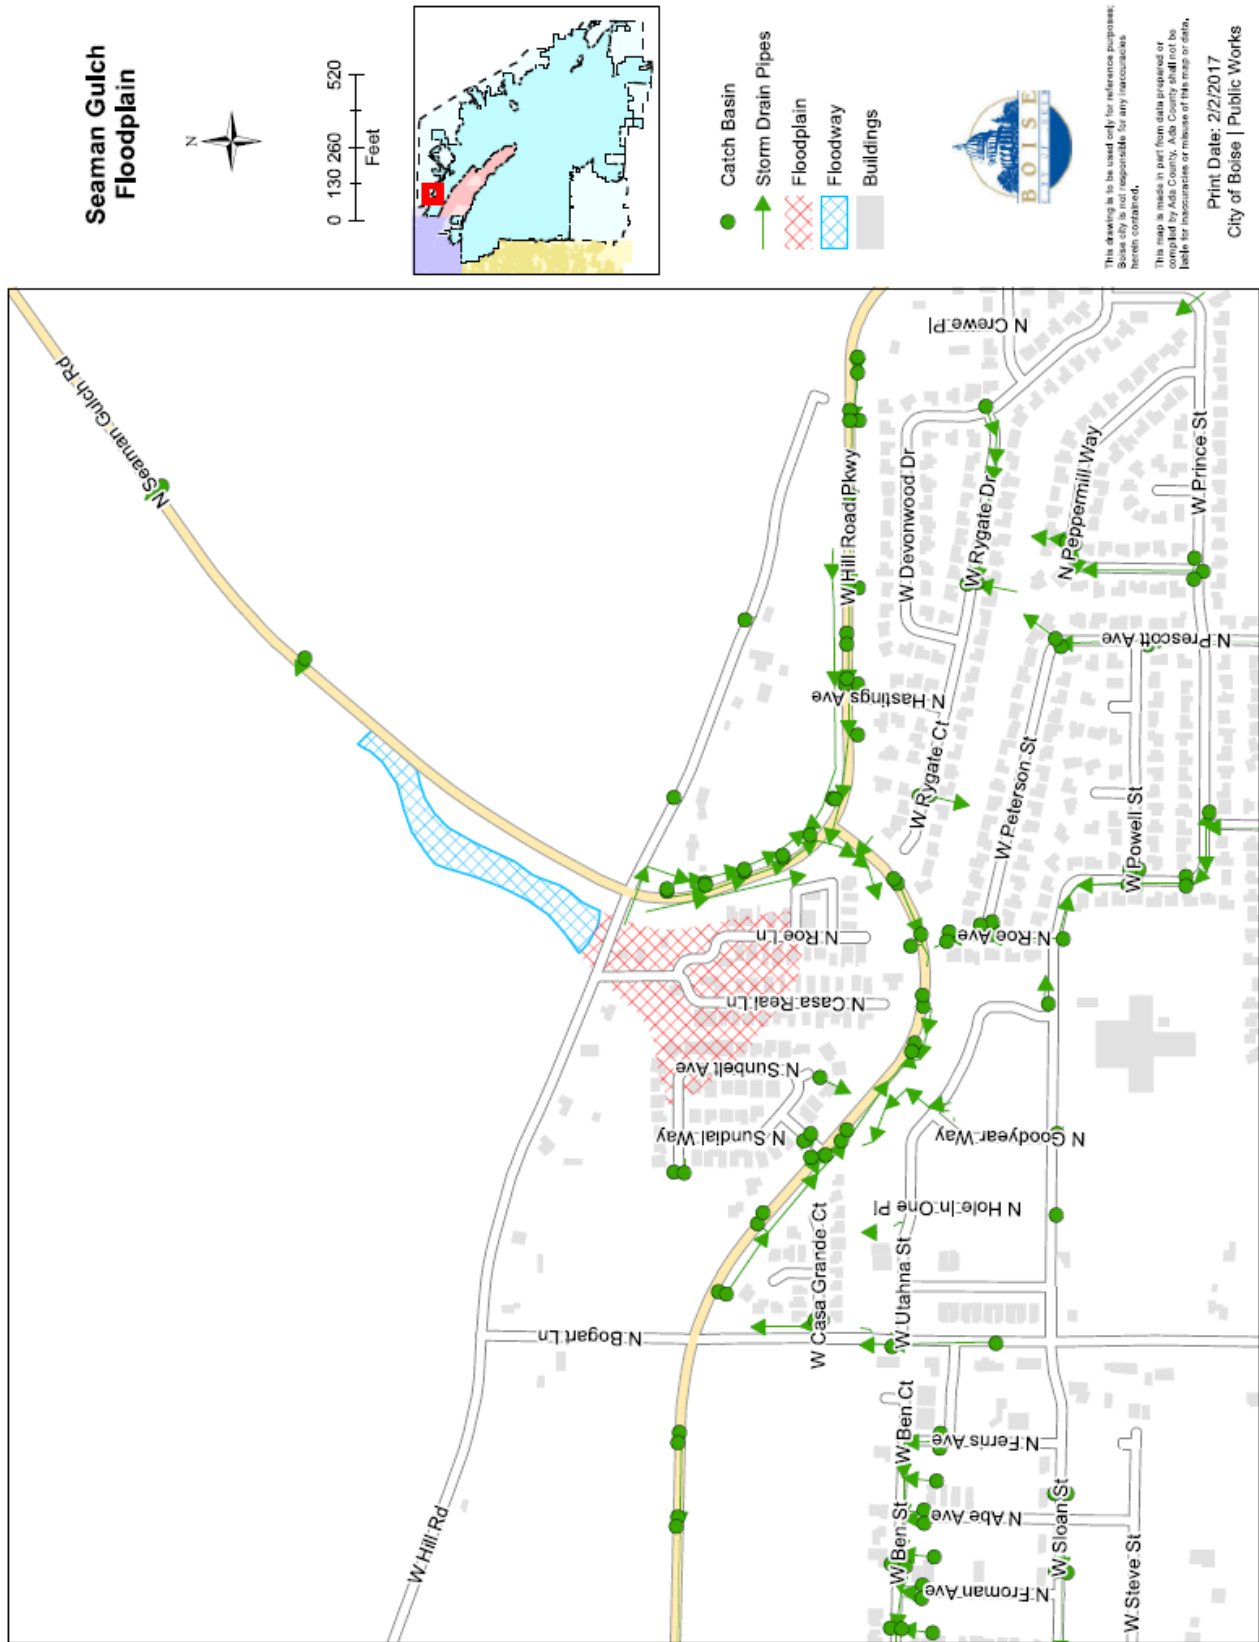 Seaman Gulch
Floodplain
N
0 130 260 520
Feet
Catch Basin
Storm Drain Pipes
Floodplain
Floodway
Buildings
BOISE
CITY OF TREES
This drawing is to be used only for reference purposes;
Boise city is not responsible for any inaccuracies
herein contained.
This map is made in part from data prepared or
compiled by Ada County. Ada County shall not be
liable for inaccuracies or misuse of this map or data.
Print Date: 2/2/2017
City of Boise | Public Works
N Seaman Gulch Rd
N Crewe Pl
W Hill Road Pkwy
W Devonwood Dr
W Rygate Dr
N Peppermill Way
W Prince St
N Prescott Ave
N Hastings Ave
W Rygate Ct
W Peterson St
W Powell St
N Roe Ln
N Roe Ave
N Casa Real Ln
N Sunbelt Ave
N Sundial Way
N Goodyear Way
N Hole In One Pl
W Casa Grande Ct
W Utahna St
N Bogart Ln
W Ben Ct
N Ferris Ave
W Hill Rd
W Ben St
N Abe Ave
W Sloan St
N Froman Ave
W Steve St